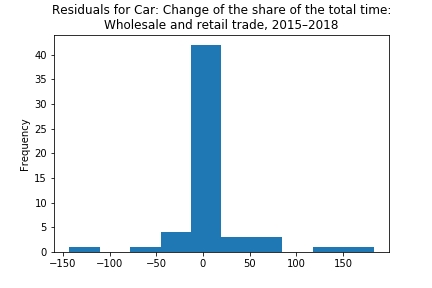 Residuals for Car: Change of the share of the total time:
Wholesale and retail trade, 2015–2018
Frequency
40
35
30
25
20
15
10
5
0
−150 −100 −50 0 50 100 150